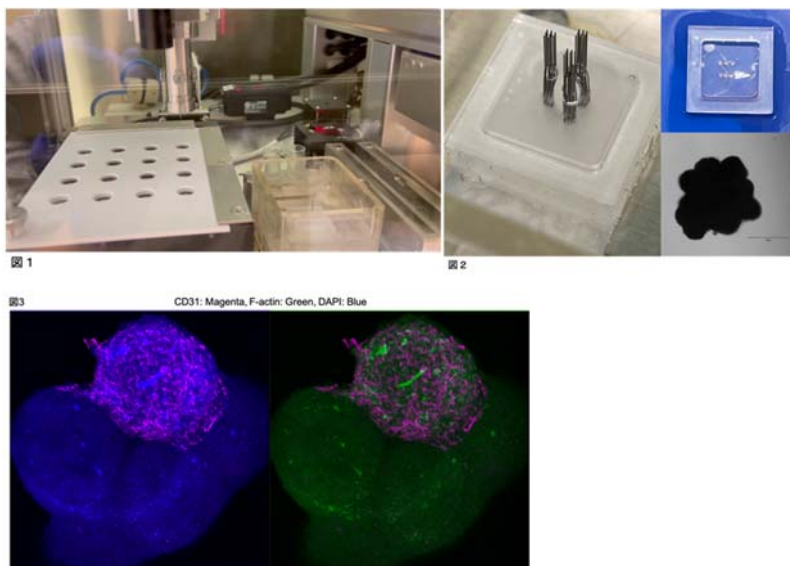 図1
図2
図3
CD31: Magenta, F-actin: Green, DAPI: Blue